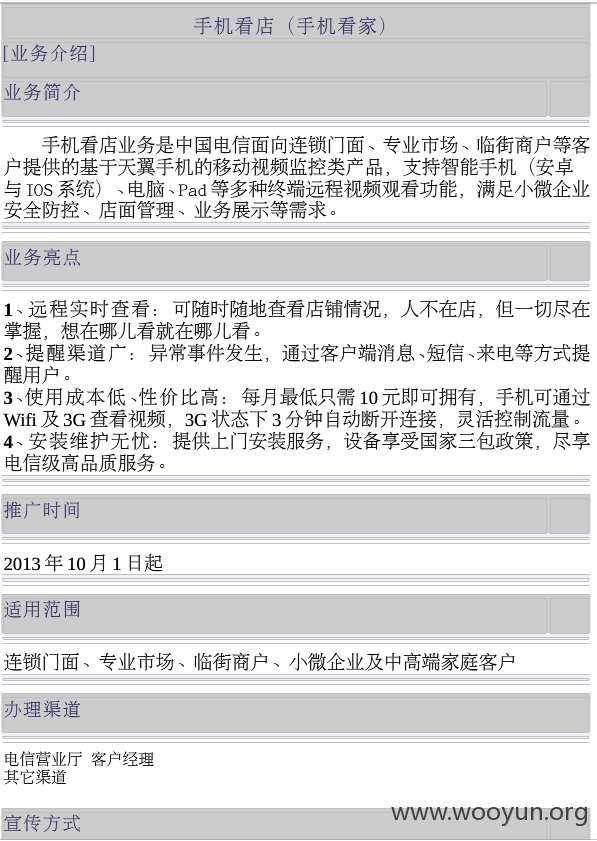 手机看店（手机看家）
[业务介绍]
业务简介
手机看店业务是中国电信面向连锁门面、专业市场、临街商户等客
户提供的基于天翼手机的移动视频监控类产品，支持智能手机（安卓
与 IOS 系统）、电脑、Pad 等多种终端远程视频观看功能，满足小微企业
安全防控、店面管理、业务展示等需求。
业务亮点
1、远程实时查看：可随时随地查看店铺情况，人不在店，但一切尽在
掌握，想在哪儿看就在哪儿看。
2、提醒渠道广：异常事件发生，通过客户端消息、短信、来电等方式提
醒用户。
3、使用成本低、性价比高：每月最低只需 10 元即可拥有，手机可通过
Wifi 及 3G 查看视频，3G 状态下 3 分钟自动断开连接，灵活控制流量。
4、安装维护无忧：提供上门安装服务，设备享受国家三包政策，尽享
电信级高品质服务。
推广时间
2013 年 10 月 1 日起
适用范围
连锁门面、专业市场、临街商户、小微企业及中高端家庭客户
办理渠道
电信营业厅 客户经理
其它渠道
www.wooyun.org
宣传方式